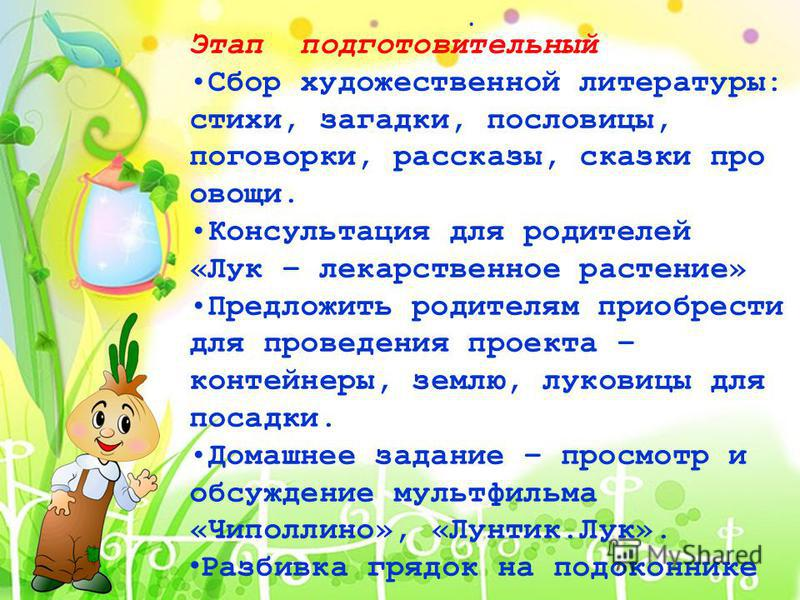 .
Этап подготовительный
•Сбор художественной литературы:
стихи, загадки, пословицы,
поговорки, рассказы, сказки про
овощи.
•Консультация для родителей
«Лук – лекарственное растение»
•Предложить родителям приобрести
для проведения проекта –
контейнеры, землю, луковицы для
посадки.
•Домашнее задание – просмотр и
обсуждение мультфильма
«Чиполлино», «Лунтик.Лук».
•Разбивка грядок на подоконнике
MyShared